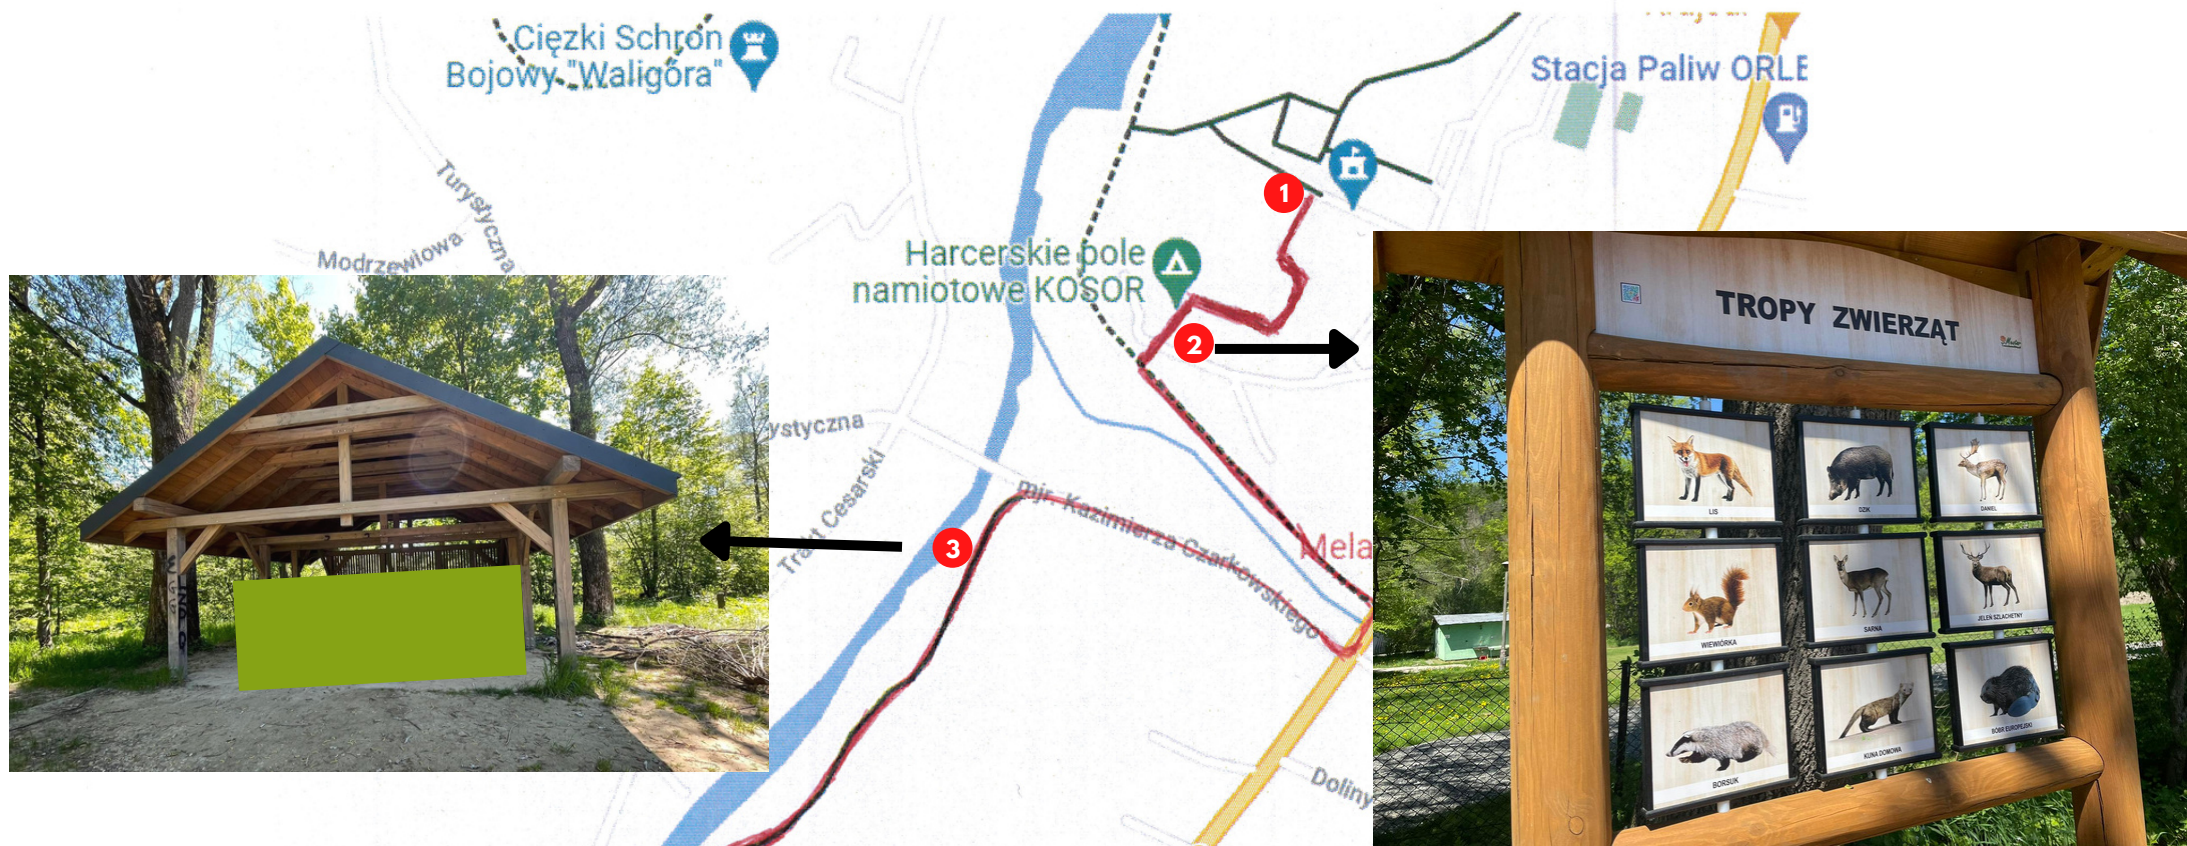 Ciężki Schron
Bojowy "Waligóra"
Stacja Paliw ORLE
Turystyczna
Modrzewiowa
1
Harcerskie pole
namiotowe KOSOR
2
TROPY ZWIERZĄT
LIS
DZIK
DANIEL
WIEWIÓRKA
SARNA
JELEŃ SZLACHETNY
BORSUK
KUNA DOMOWA
BÓBR EUROPEJSKI
ystyczna
Trakt Cesarski
mjr. Kazimierza Czarkowskiego
Mela
3
Doliny